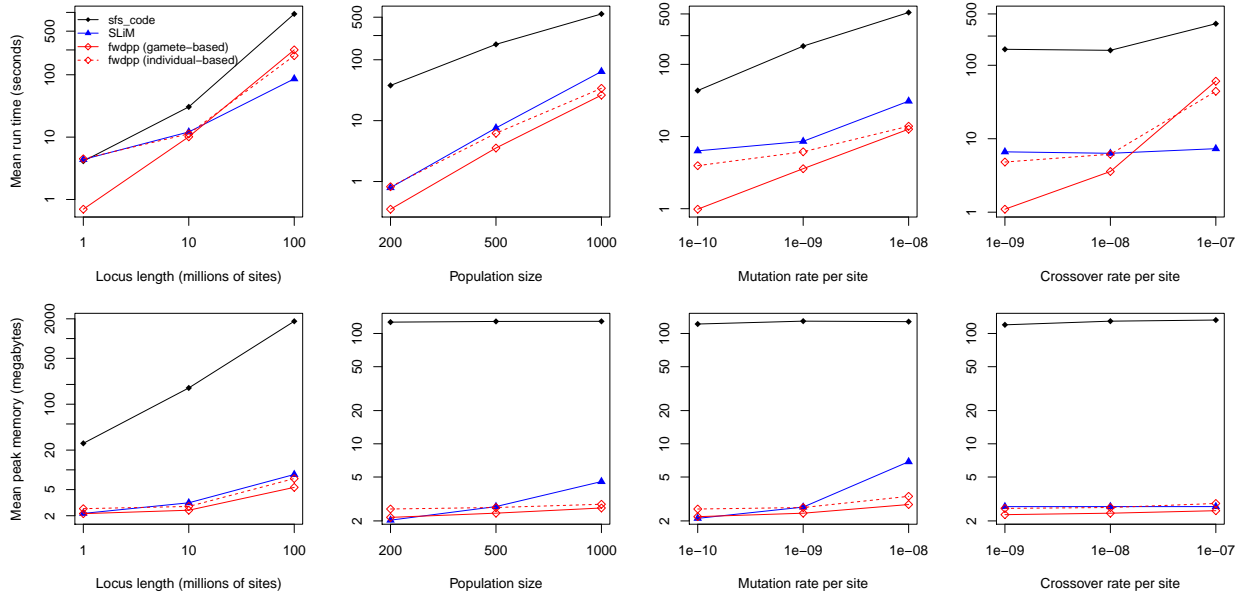 Mean run time (seconds)
1
10
100
500
sfs_code
SLiM
fwdpp (gamete−based)
fwdpp (individual−based)
1
10
100
Locus length (millions of sites)
1
10
100
500
200
500
1000
Population size
1
10
100
500
1e−10
1e−09
1e−08
Mutation rate per site
1
10
100
500
1e−09
1e−08
1e−07
Crossover rate per site
Mean peak memory (megabytes)
2
5
20
100
500
2000
1
10
100
Locus length (millions of sites)
2
5
10
20
100
200
500
1000
Population size
2
5
10
20
100
1e−10
1e−09
1e−08
Mutation rate per site
2
5
10
20
100
1e−09
1e−08
1e−07
Crossover rate per site